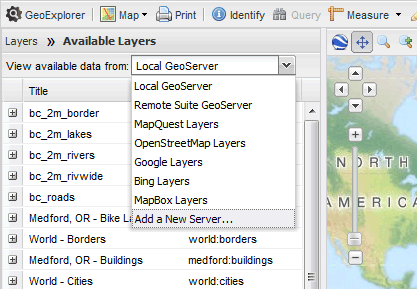 GeoExplorer Map Print Identify Query Measure
Layers » Available Layers
View available data from: Local GeoServer
Title
Local GeoServer
bc_2m_border
Remote Suite GeoServer
bc_2m_lakes
MapQuest Layers
bc_2m_rivers
OpenStreetMap Layers
bc_2m_rivwide
Google Layers
Bing Layers
bc_roads
MapBox Layers
Medford, OR - Bike La
Add a New Server...
World - Borders world:borders
Medford, OR - Buildings medford:buildings
World - Cities world:cities
NORTH
AMERICA